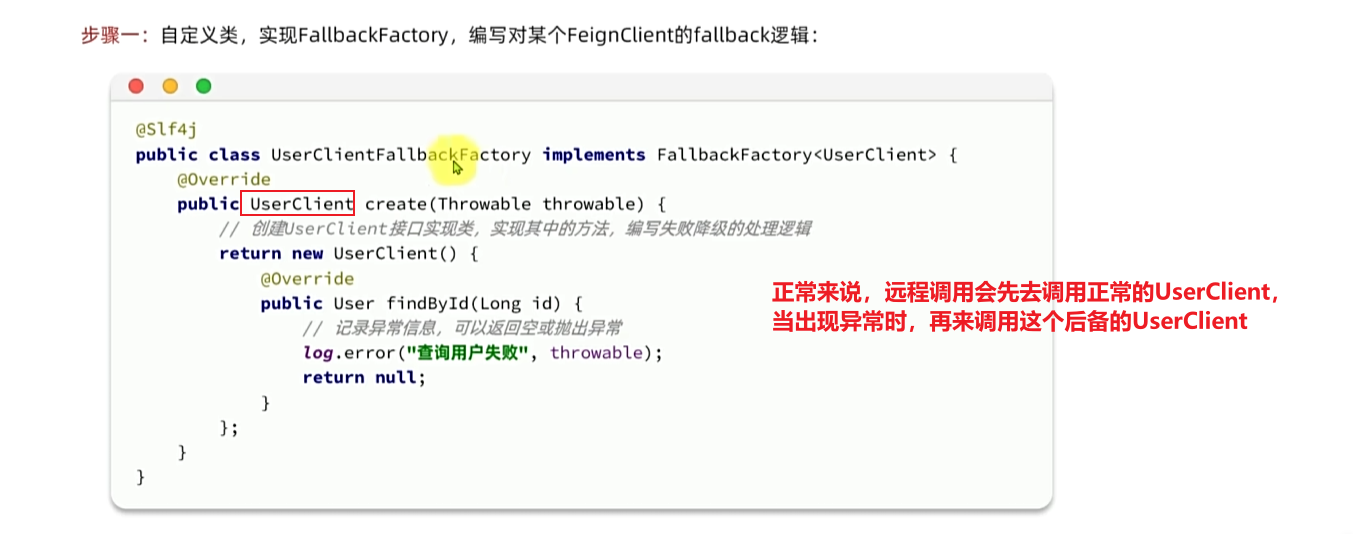 步骤一：自定义类，实现FallbackFactory，编写对某个FeignClient的fallback逻辑：
@Slf4j
public class UserClientFallbackFactory implements FallbackFactory<UserClient> {
@Override
public UserClient create(Throwable throwable) {
// 创建UserClient接口实现类，实现其中的方法，编写失败降级的处理逻辑
return new UserClient() {
@Override
public User findById(Long id) {
// 记录异常信息，可以返回空或抛出异常
log.error("查询用户失败", throwable);
return null;
}
};
}
}
正常来说，远程调用会先去调用正常的UserClient，
当出现异常时，再来调用这个后备的UserClient